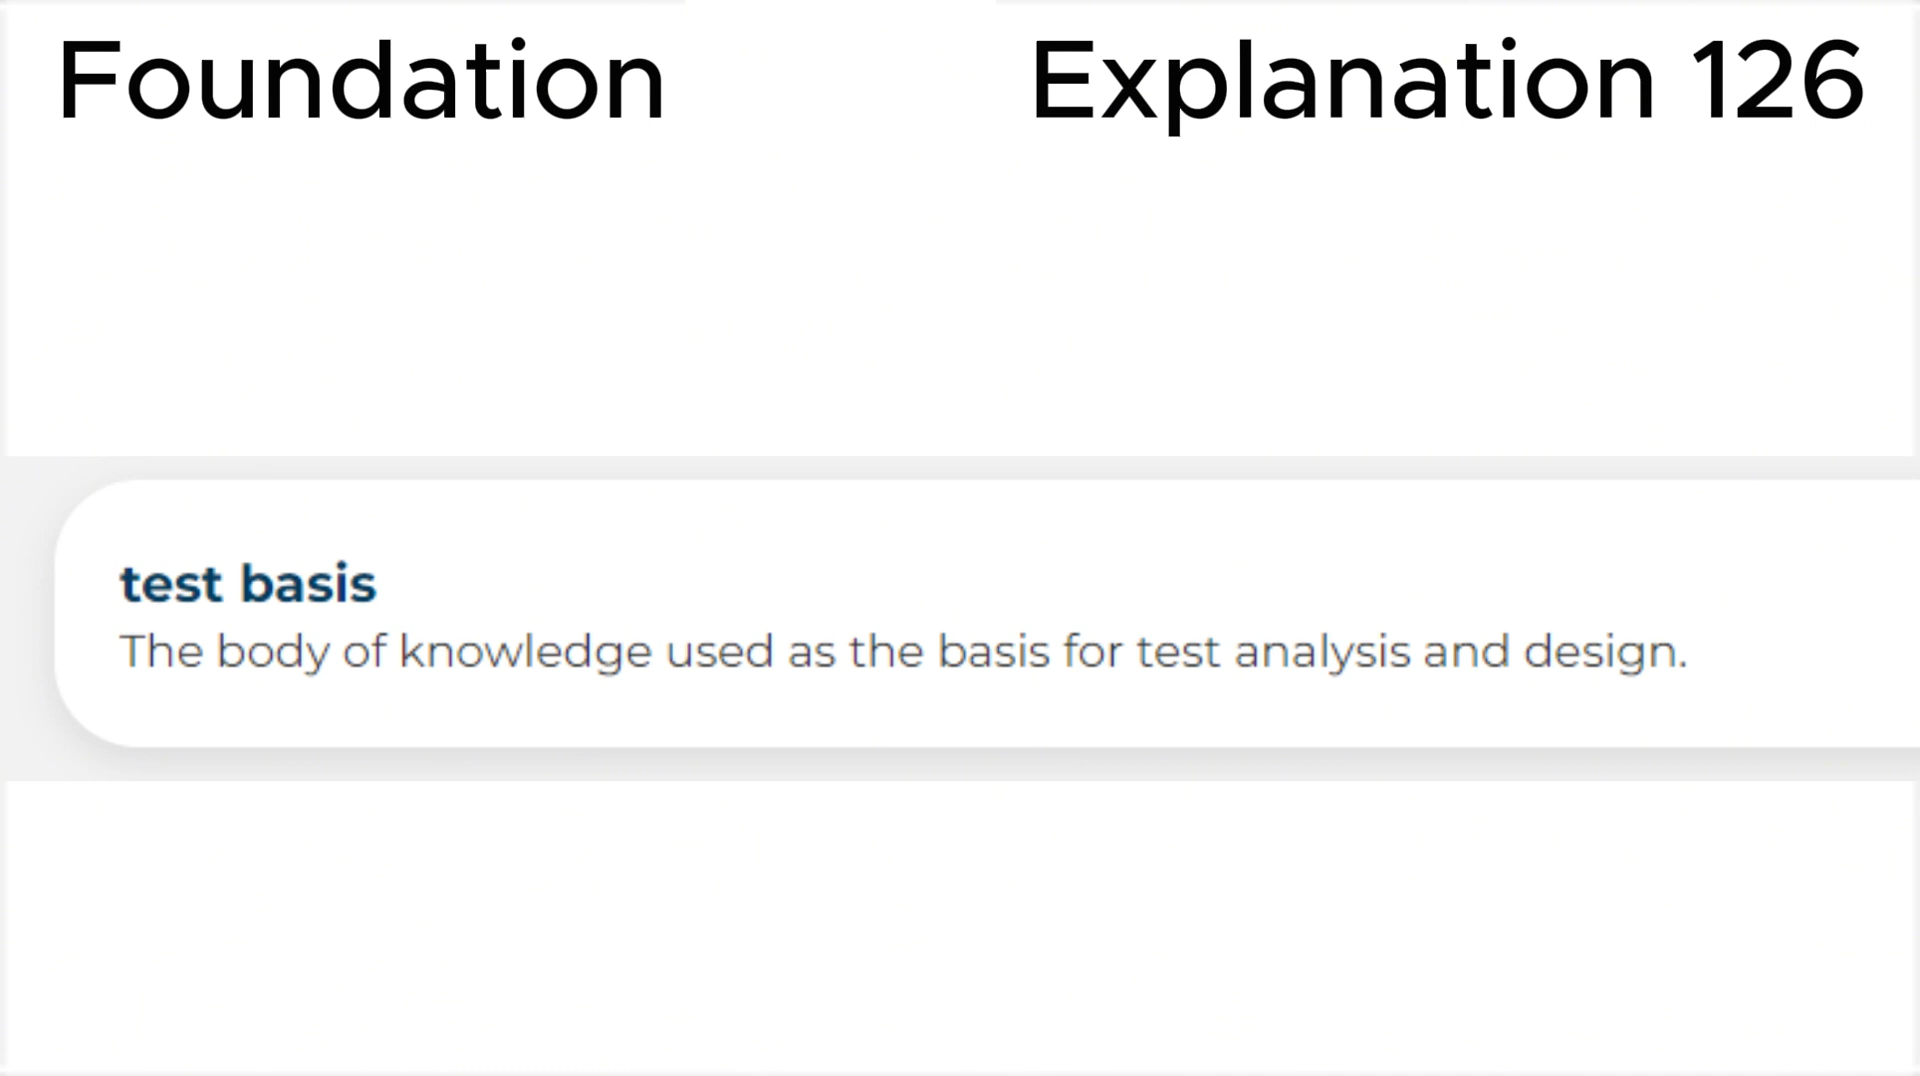 Foundation
Explanation 126
test basis
The body of knowledge used as the basis for test analysis and design.